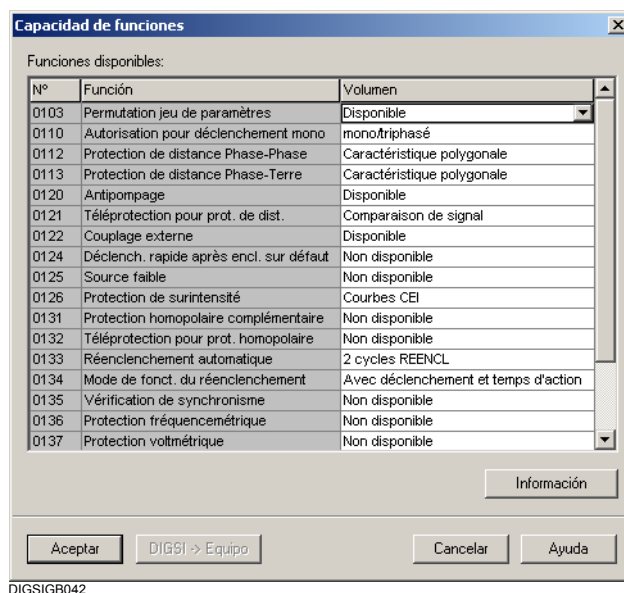 Capacidad de funciones
Funciones disponibles:
Nº Función Volumen
0103 Permutation jeu de paramètres Disponible
0110 Autorisation pour déclenchement mono mono/triphasé
0112 Protection de distance Phase-Phase Caractéristique polygonale
0113 Protection de distance Phase-Terre Caractéristique polygonale
0120 Antipompage Disponible
0121 Téléprotection pour prot. de dist. Comparaison de signal
0122 Couplage externe Disponible
0124 Déclench. rapide après encl. sur défaut Non disponible
0125 Source faible Non disponible
0126 Protection de surintensité Courbes CEI
0131 Protection homopolaire complémentaire Non disponible
0132 Téléprotection pour prot. homopolaire Non disponible
0133 Réenclenchement automatique 2 cycles REENCL
0134 Mode de fonct. du réenclenchement Avec déclenchement et temps d'action
0135 Vérification de synchronisme Non disponible
0136 Protection fréquencemétrique Non disponible
0137 Protection voltmétrique Non disponible
Información
Aceptar DIGSI -> Equipo Cancelar Ayuda
DIGSIGB042